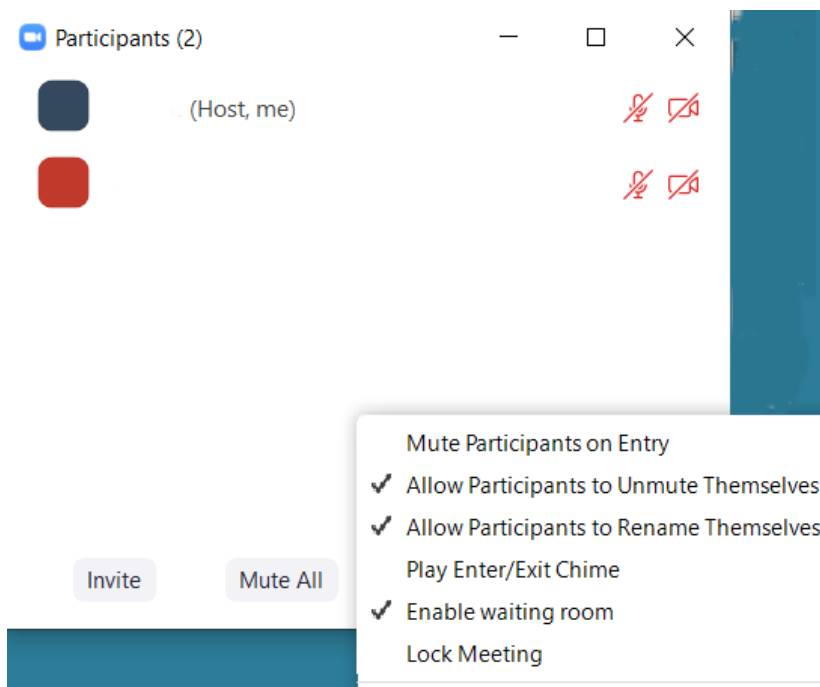 Participants (2)
(Host, me)
Mute Participants on Entry
Allow Participants to Unmute Themselves
Allow Participants to Rename Themselves
Play Enter/Exit Chime
Enable waiting room
Lock Meeting
Invite
Mute All